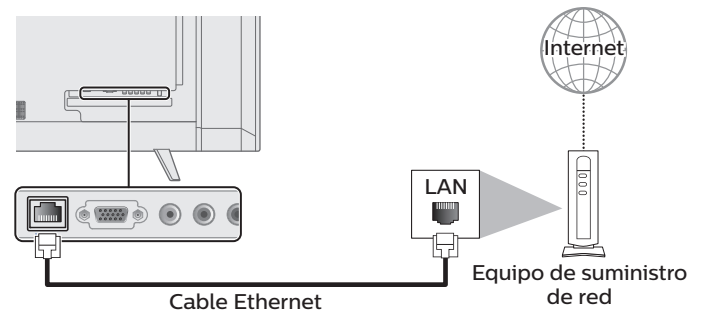 Internet
LAN
Equipo de suministro
de red
Cable Ethernet